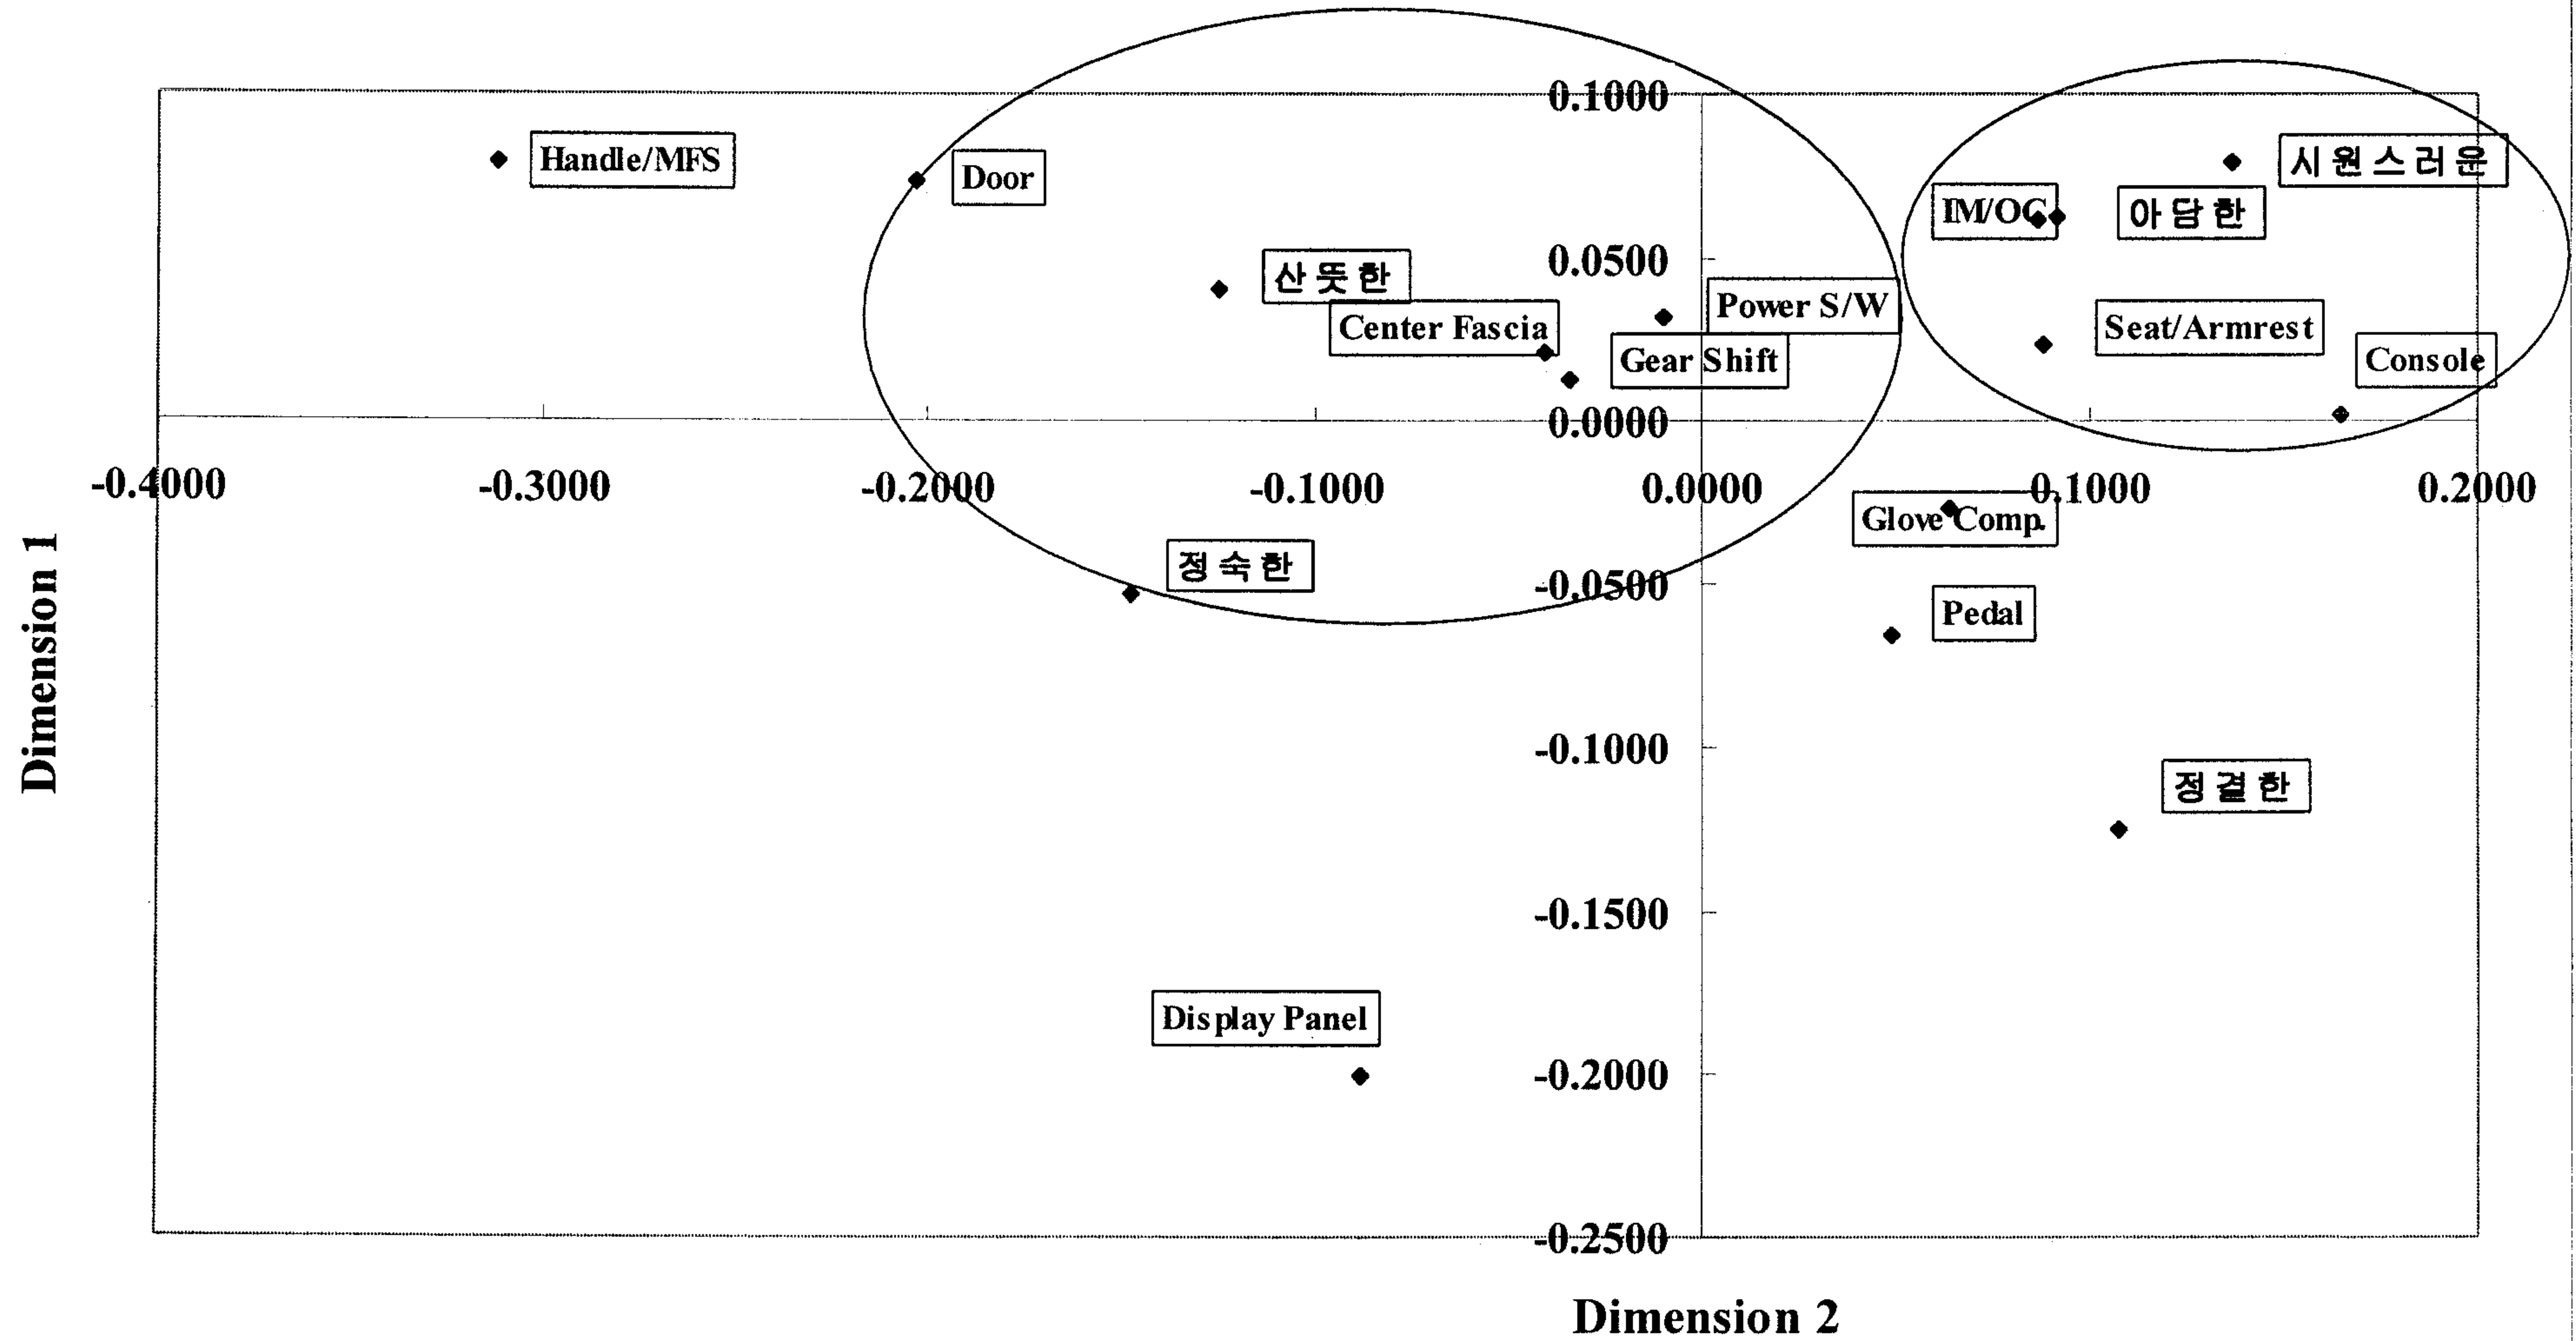 0.1000
Handle/MFS
Door
시원스러운
IM/OC
아담한
산뜻한
0.0500
Power S/W
Center Fascia
Seat/Armrest
Gear Shift
Console
0.0000
-0.4000 -0.3000 -0.2000 -0.1000 0.0000 0.1000 0.2000
Glove Comp.
정숙한
-0.0500
Pedal
Dimension 1
-0.1000
정결한
-0.1500
Display Panel
-0.2000
-0.2500
Dimension 2